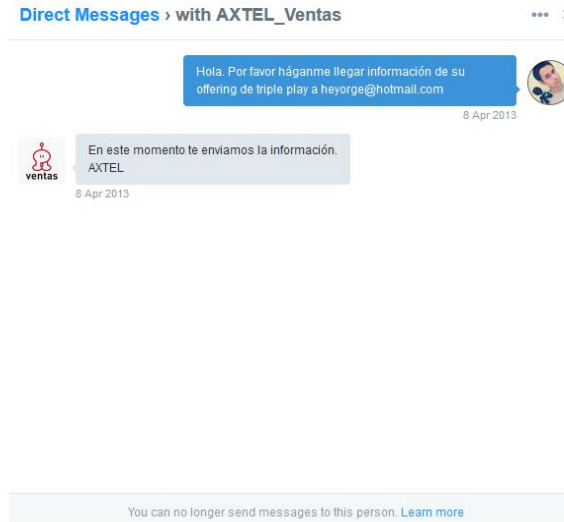 Direct Messages › with AXTEL_Ventas
Hola. Por favor háganme llegar información de su
offering de triple play a heyorge@hotmail.com
8 Apr 2013
En este momento te enviamos la información.
AXTEL
ventas
8 Apr 2013
You can no longer send messages to this person. Learn more